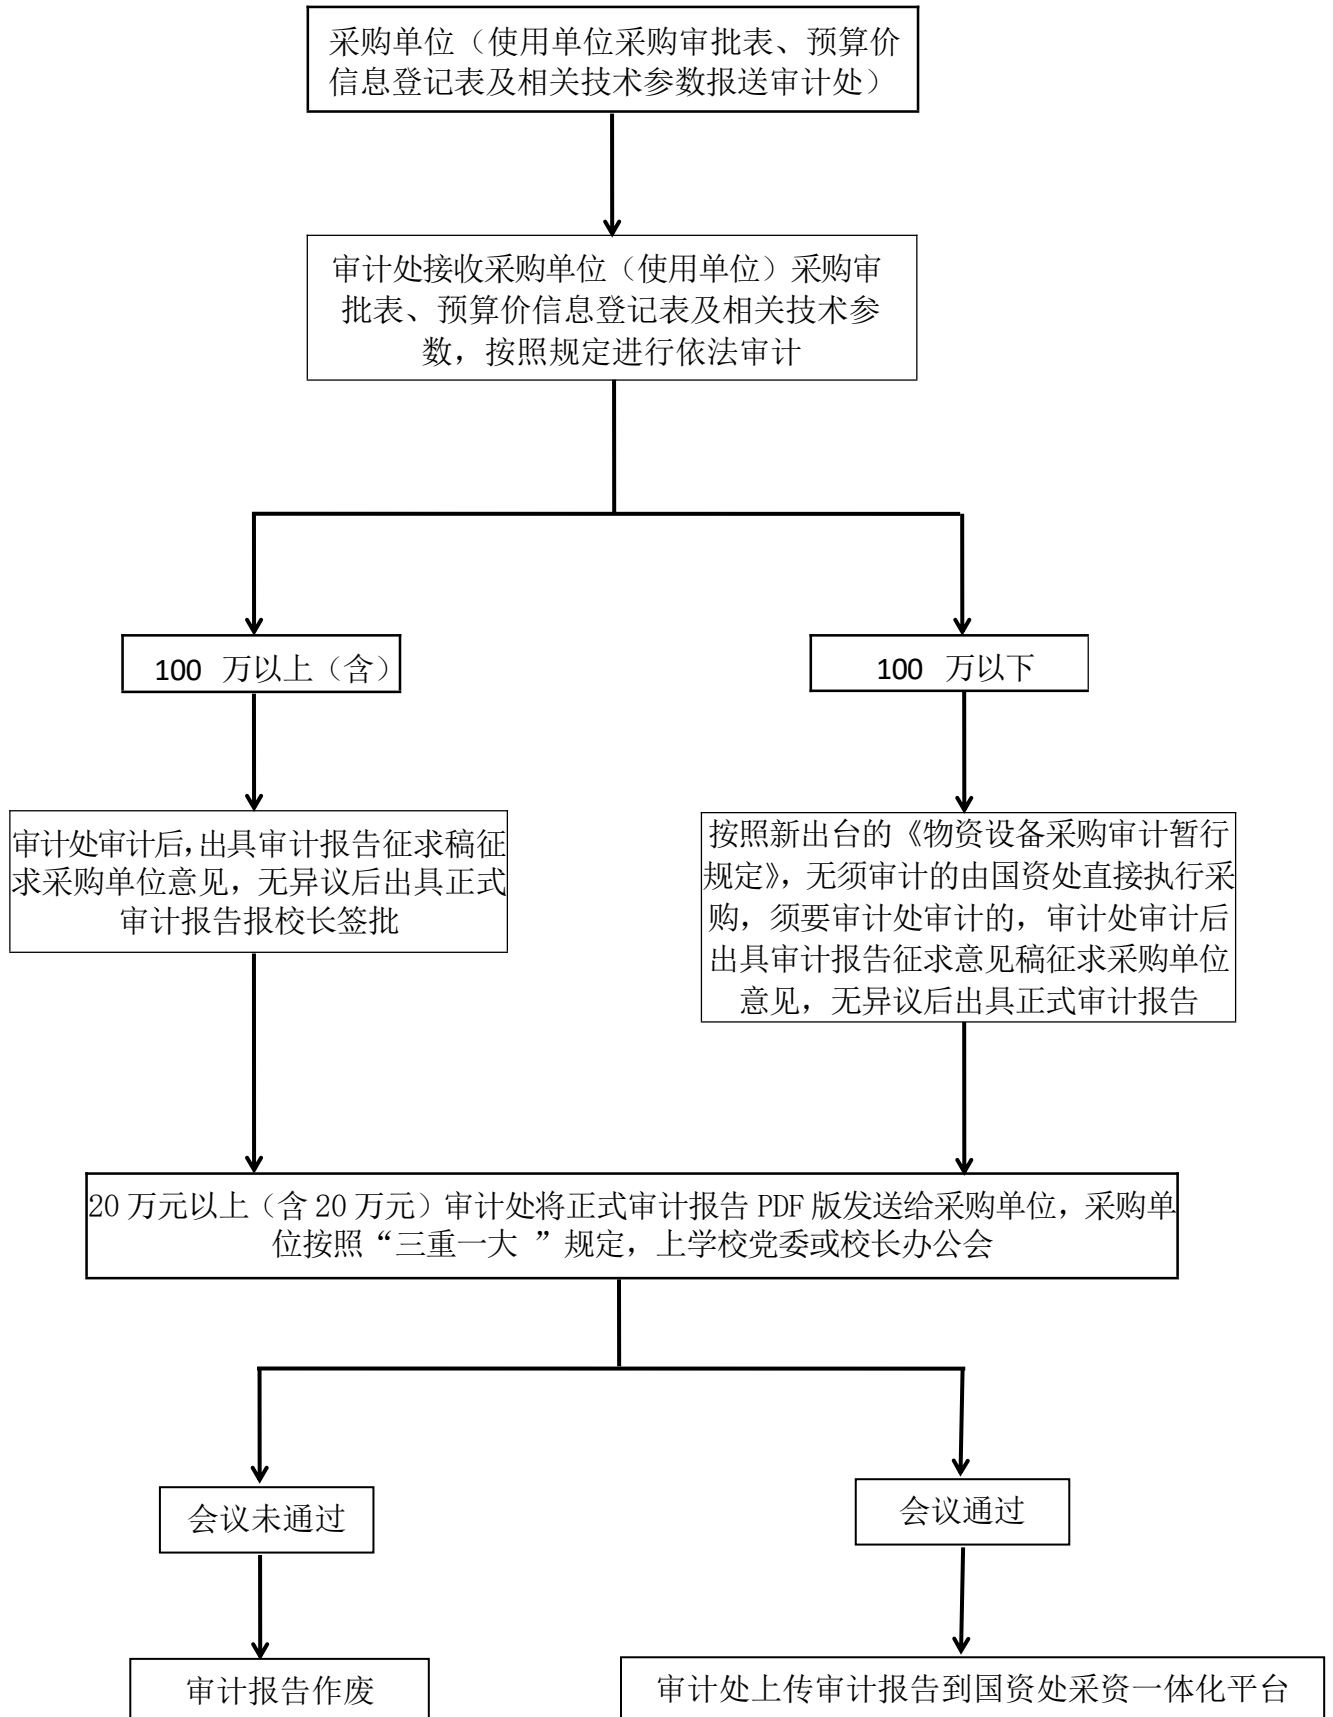 采购单位（使用单位采购审批表、预算价
信息登记表及相关技术参数报送审计处）
审计处接收采购单位（使用单位）采购审
批表、预算价信息登记表及相关技术参
数，按照规定进行依法审计
100 万以上（含）
100 万以下
审计处审计后，出具审计报告征求稿征
求采购单位意见，无异议后出具正式
审计报告报校长签批
按照新出台的《物资设备采购审计暂行
规定》，无须审计的由国资处直接执行采
购，须要审计处审计的，审计处审计后
出具审计报告征求意见稿征求采购单位
意见，无异议后出具正式审计报告
20 万元以上（含 20 万元）审计处将正式审计报告 PDF 版发送给采购单位，采购单
位按照“三重一大 ”规定，上学校党委或校长办公会
会议未通过
会议通过
审计报告作废
审计处上传审计报告到国资处采资一体化平台